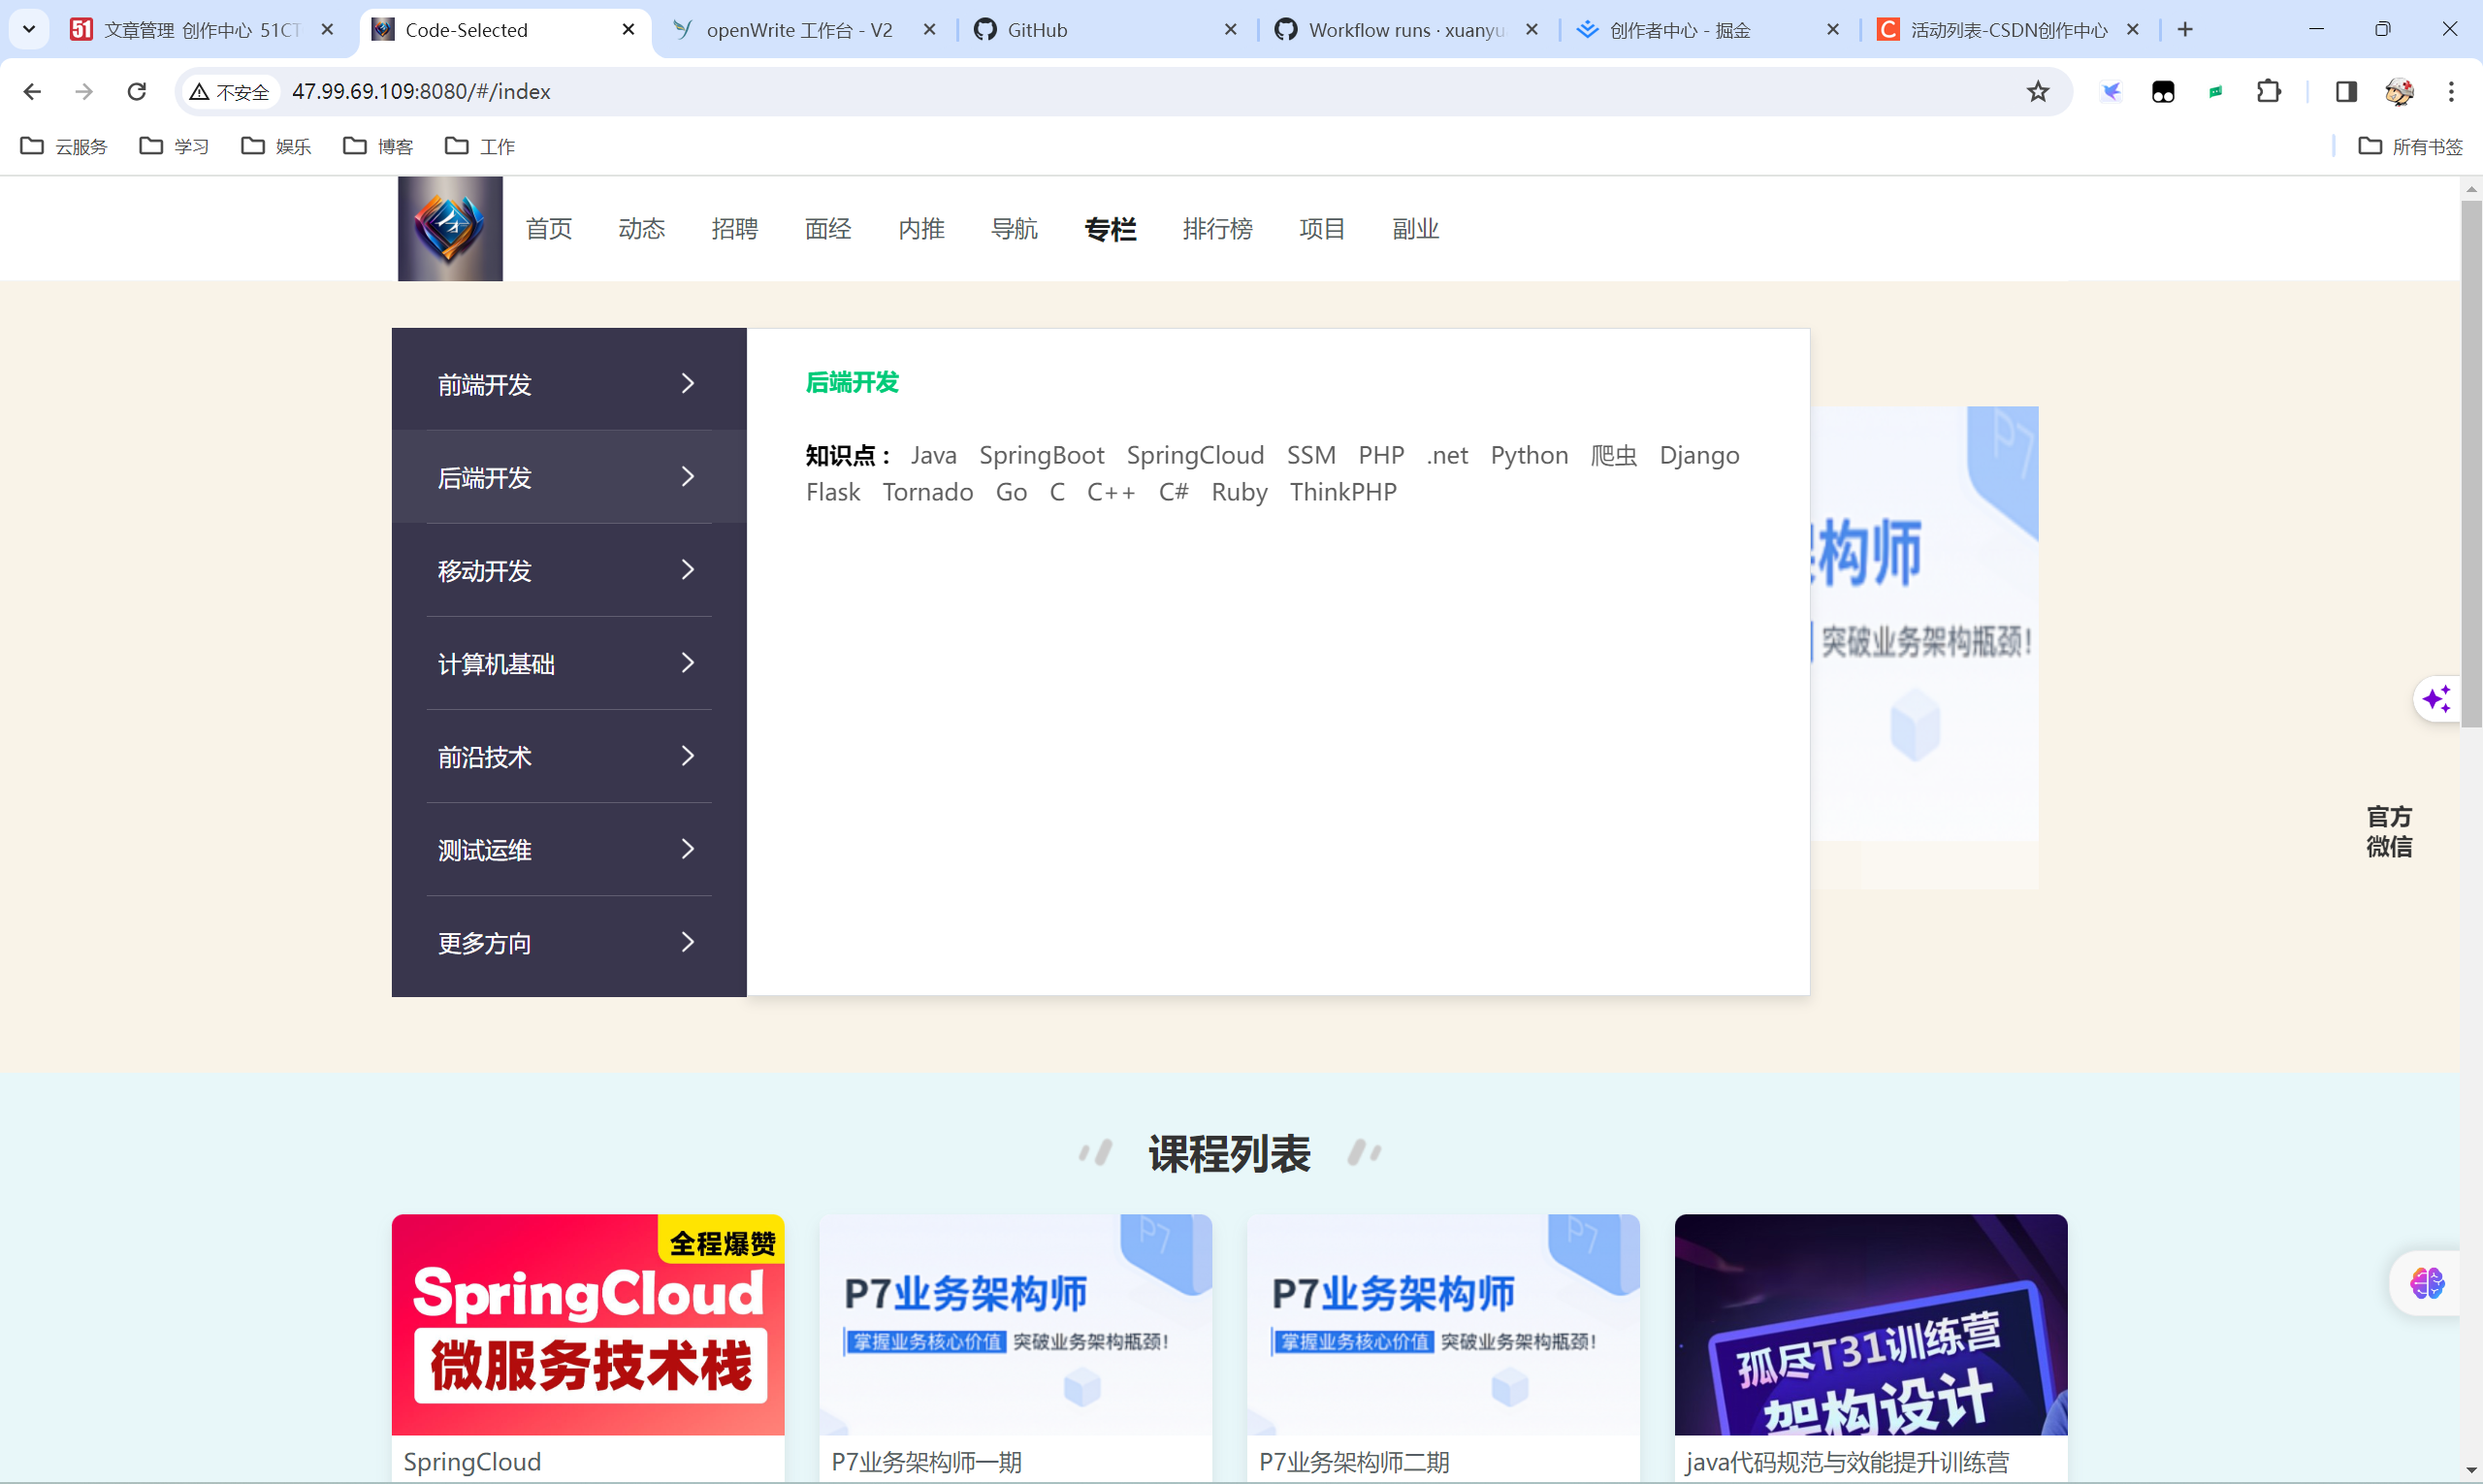 文章管理 创作中心 51CT
Code-Selected
openWrite 工作台 - V2
GitHub
Workflow runs · xuanyu
创作者中心 - 掘金
活动列表-CSDN创作中心
不安全 47.99.69.109:8080/#/index
云服务 学习 娱乐 博客 工作 所有书签
首页 动态 招聘 面经 内推 导航 专栏 排行榜 项目 副业
前端开发
后端开发
移动开发
计算机基础
前沿技术
测试运维
更多方向
后端开发
知识点： Java SpringBoot SpringCloud SSM PHP .net Python 爬虫 Django
Flask Tornado Go C C++ C# Ruby ThinkPHP
P7
构师
突破业务架构瓶颈！
官方
微信
课程列表
全程爆赞
SpringCloud
微服务技术栈
SpringCloud
P7
P7业务架构师
掌握业务核心价值 突破业务架构瓶颈！
P7业务架构师一期
P7
P7业务架构师
掌握业务核心价值 突破业务架构瓶颈！
P7业务架构师二期
孤尽T31训练营
架构设计
java代码规范与效能提升训练营